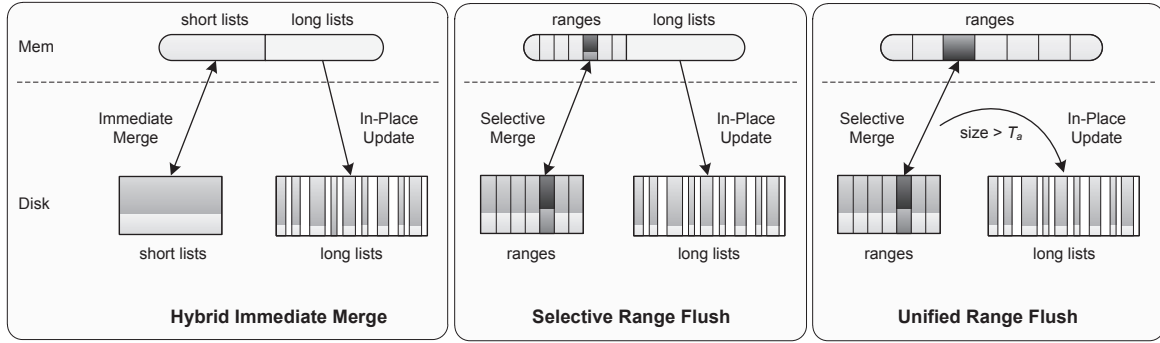 short lists
long lists
Mem
Immediate
Merge
In-Place
Update
Disk
short lists
long lists
Hybrid Immediate Merge
ranges
long lists
Selective
Merge
In-Place
Update
ranges
long lists
Selective Range Flush
ranges
Selective
Merge
size > Ta
In-Place
Update
ranges
long lists
Unified Range Flush